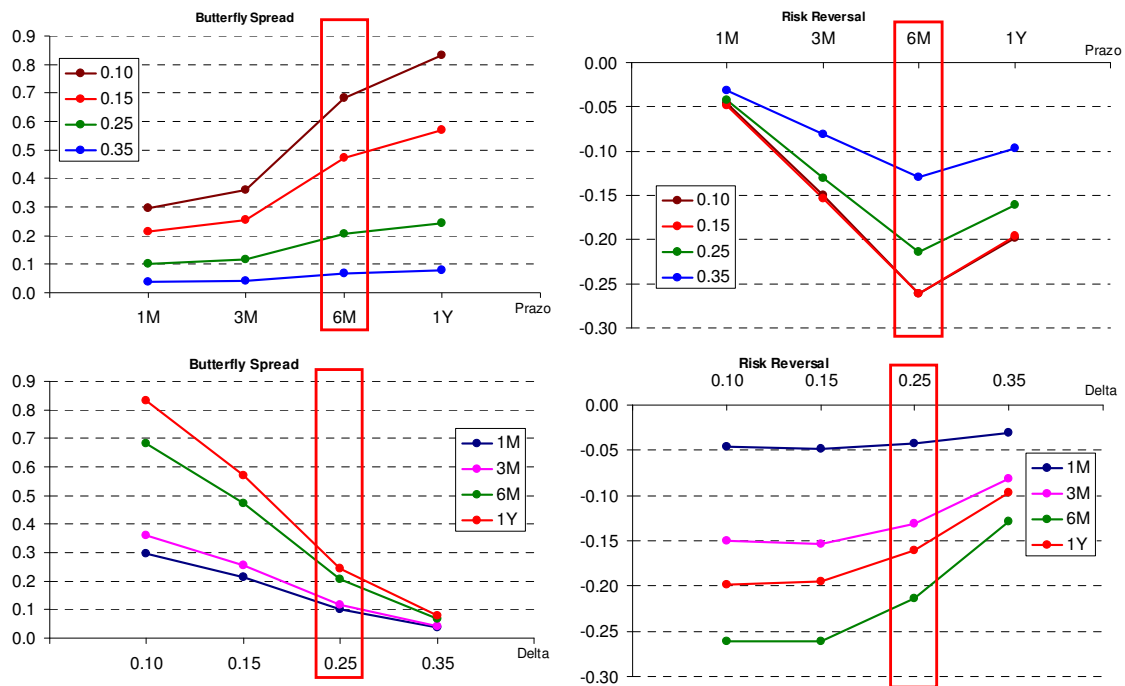 Butterfly Spread
0.9
0.8
0.7
0.6
0.5
0.4
0.3
0.2
0.1
0.0
0.10
0.15
0.25
0.35
1M 3M 6M 1Y
Prazo
Risk Reversal
1M 3M 6M 1Y
Prazo
0.00
-0.05
-0.10
-0.15
-0.20
-0.25
-0.30
0.10
0.15
0.25
0.35
Butterfly Spread
0.9
0.8
0.7
0.6
0.5
0.4
0.3
0.2
0.1
0.0
1M
3M
6M
1Y
0.10 0.15 0.25 0.35
Delta
Risk Reversal
0.10 0.15 0.25 0.35
Delta
0.00
-0.05
-0.10
-0.15
-0.20
-0.25
-0.30
1M
3M
6M
1Y